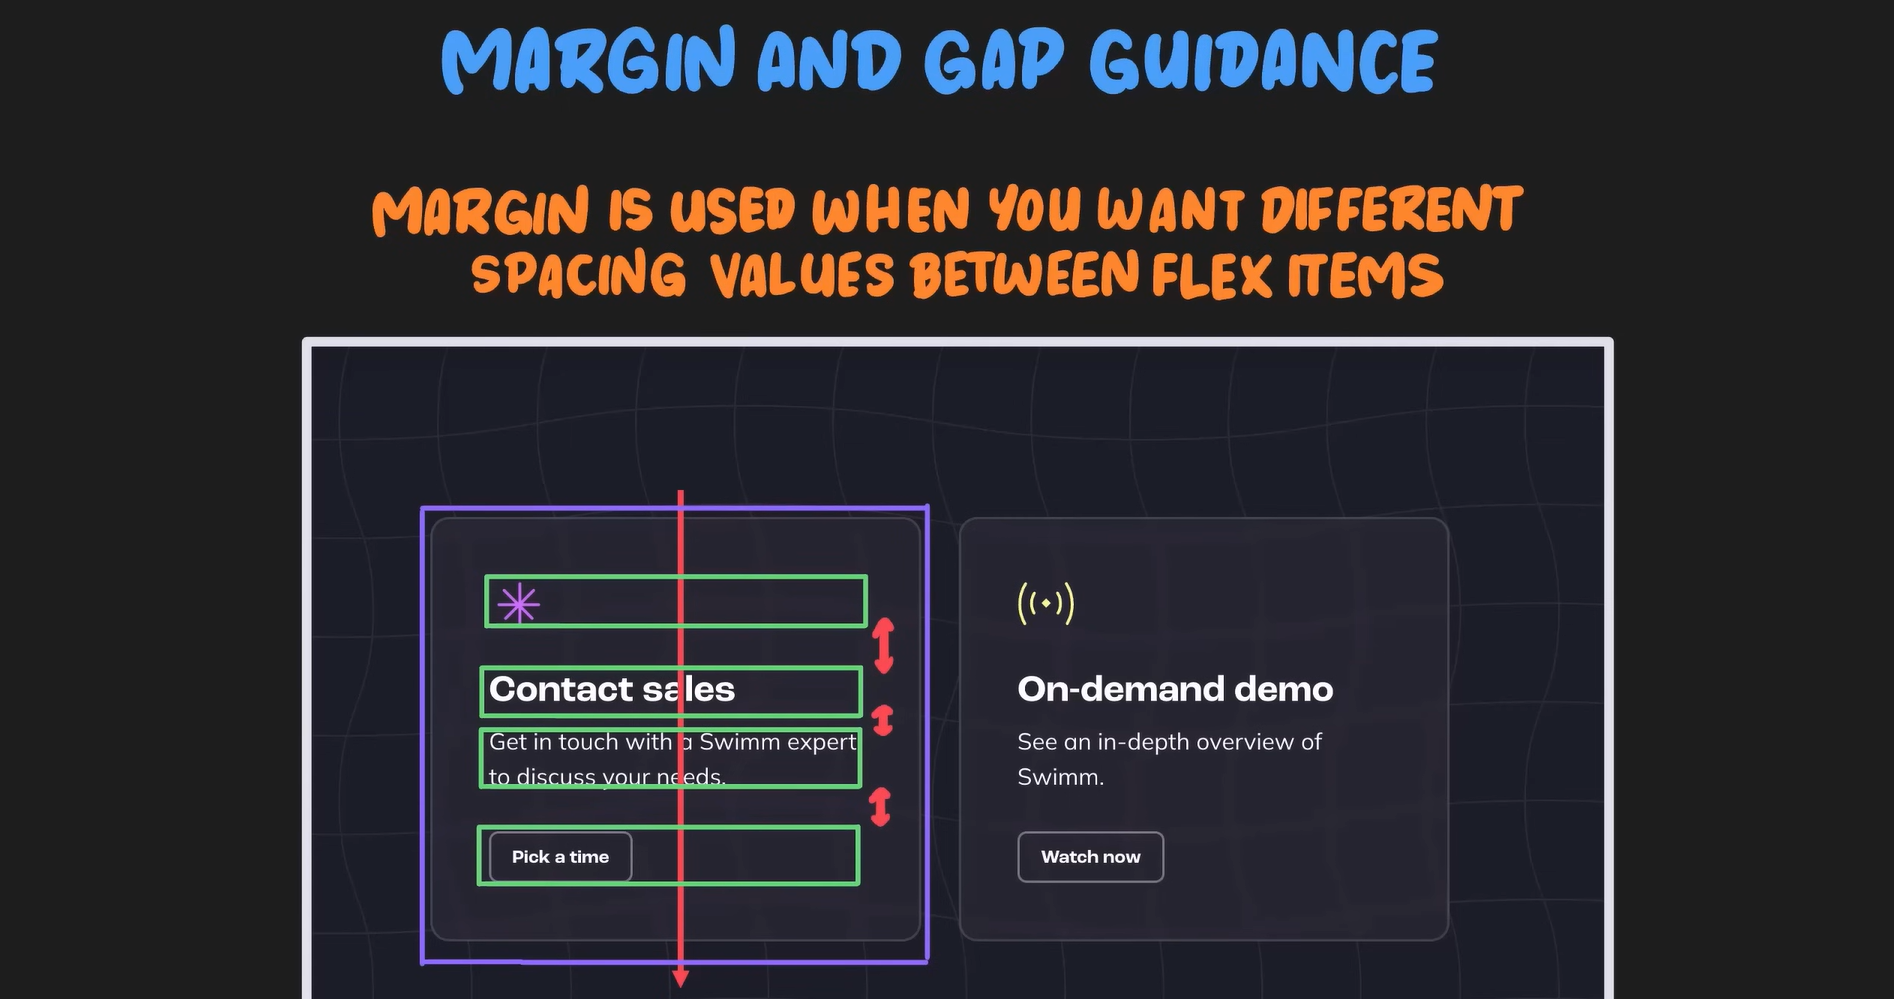 MARGIN AND GAP GUIDANCE
MARGIN IS USED WHEN YOU WANT DIFFERENT
SPACING VALUES BETWEEN FLEX ITEMS
Contact sales
Get in touch with a Swimm expert
to discuss your needs.
Pick a time
On-demand demo
See an in-depth overview of
Swimm.
Watch now